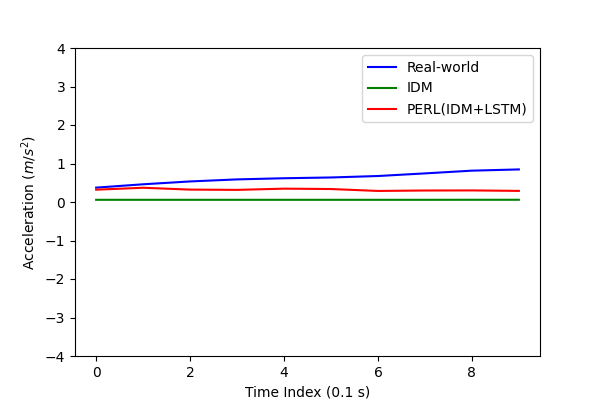 4
3
2
1
0
−1
−2
−3
−4
Acceleration (m/s²)
Real-world
IDM
PERL(IDM+LSTM)
0 2 4 6 8
Time Index (0.1 s)